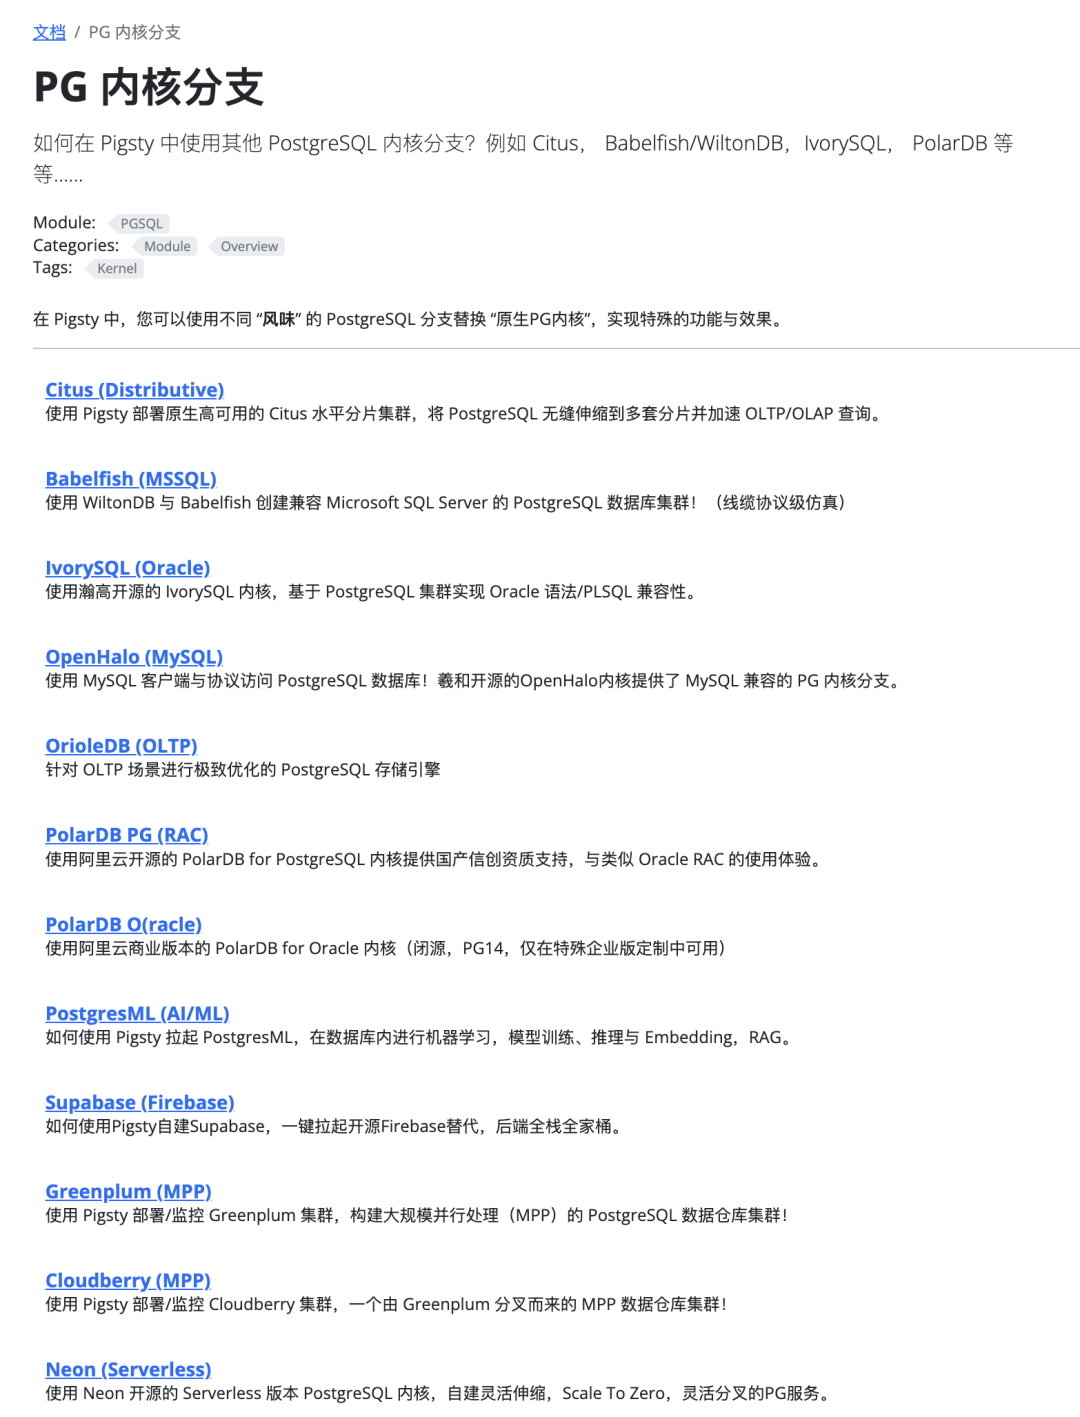 文档 / PG 内核分支
PG 内核分支
如何在 Pigsty 中使用其他 PostgreSQL 内核分支？例如 Citus， Babelfish/WiltonDB，IvorySQL， PolarDB 等
等……
Module: PGSQL
Categories: Module Overview
Tags: Kernel
在 Pigsty 中，您可以使用不同 “风味” 的 PostgreSQL 分支替换 “原生PG内核”，实现特殊的功能与效果。
Citus (Distributive)
使用 Pigsty 部署原生高可用的 Citus 水平分片集群，将 PostgreSQL 无缝伸缩到多套分片并加速 OLTP/OLAP 查询。
Babelfish (MSSQL)
使用 WiltonDB 与 Babelfish 创建兼容 Microsoft SQL Server 的 PostgreSQL 数据库集群！（线缆协议级仿真）
IvorySQL (Oracle)
使用瀚高开源的 IvorySQL 内核，基于 PostgreSQL 集群实现 Oracle 语法/PLSQL 兼容性。
OpenHalo (MySQL)
使用 MySQL 客户端与协议访问 PostgreSQL 数据库！羲和开源的OpenHalo内核提供了 MySQL 兼容的 PG 内核分支。
OrioleDB (OLTP)
针对 OLTP 场景进行极致优化的 PostgreSQL 存储引擎
PolarDB PG (RAC)
使用阿里云开源的 PolarDB for PostgreSQL 内核提供国产信创资质支持，与类似 Oracle RAC 的使用体验。
PolarDB O(racle)
使用阿里云商业版本的 PolarDB for Oracle 内核（闭源，PG14，仅在特殊企业版定制中可用）
PostgresML (AI/ML)
如何使用 Pigsty 拉起 PostgresML，在数据库内进行机器学习，模型训练、推理与 Embedding，RAG。
Supabase (Firebase)
如何使用Pigsty自建Supabase，一键拉起开源Firebase替代，后端全栈全家桶。
Greenplum (MPP)
使用 Pigsty 部署/监控 Greenplum 集群，构建大规模并行处理（MPP）的 PostgreSQL 数据仓库集群！
Cloudberry (MPP)
使用 Pigsty 部署/监控 Cloudberry 集群，一个由 Greenplum 分叉而来的 MPP 数据仓库集群！
Neon (Serverless)
使用 Neon 开源的 Serverless 版本 PostgreSQL 内核，自建灵活伸缩，Scale To Zero，灵活分叉的PG服务。